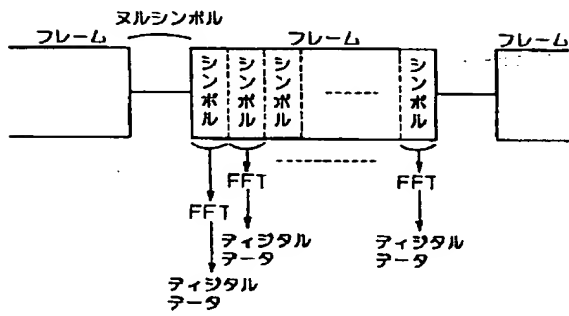 ヌルシンボル
フレーム
フレーム
フレーム
シンボル
シンボル
シンボル
シンボル
FFT
FFT
FFT
ディジタル
データ
ディジタル
データ
ディジタル
データ